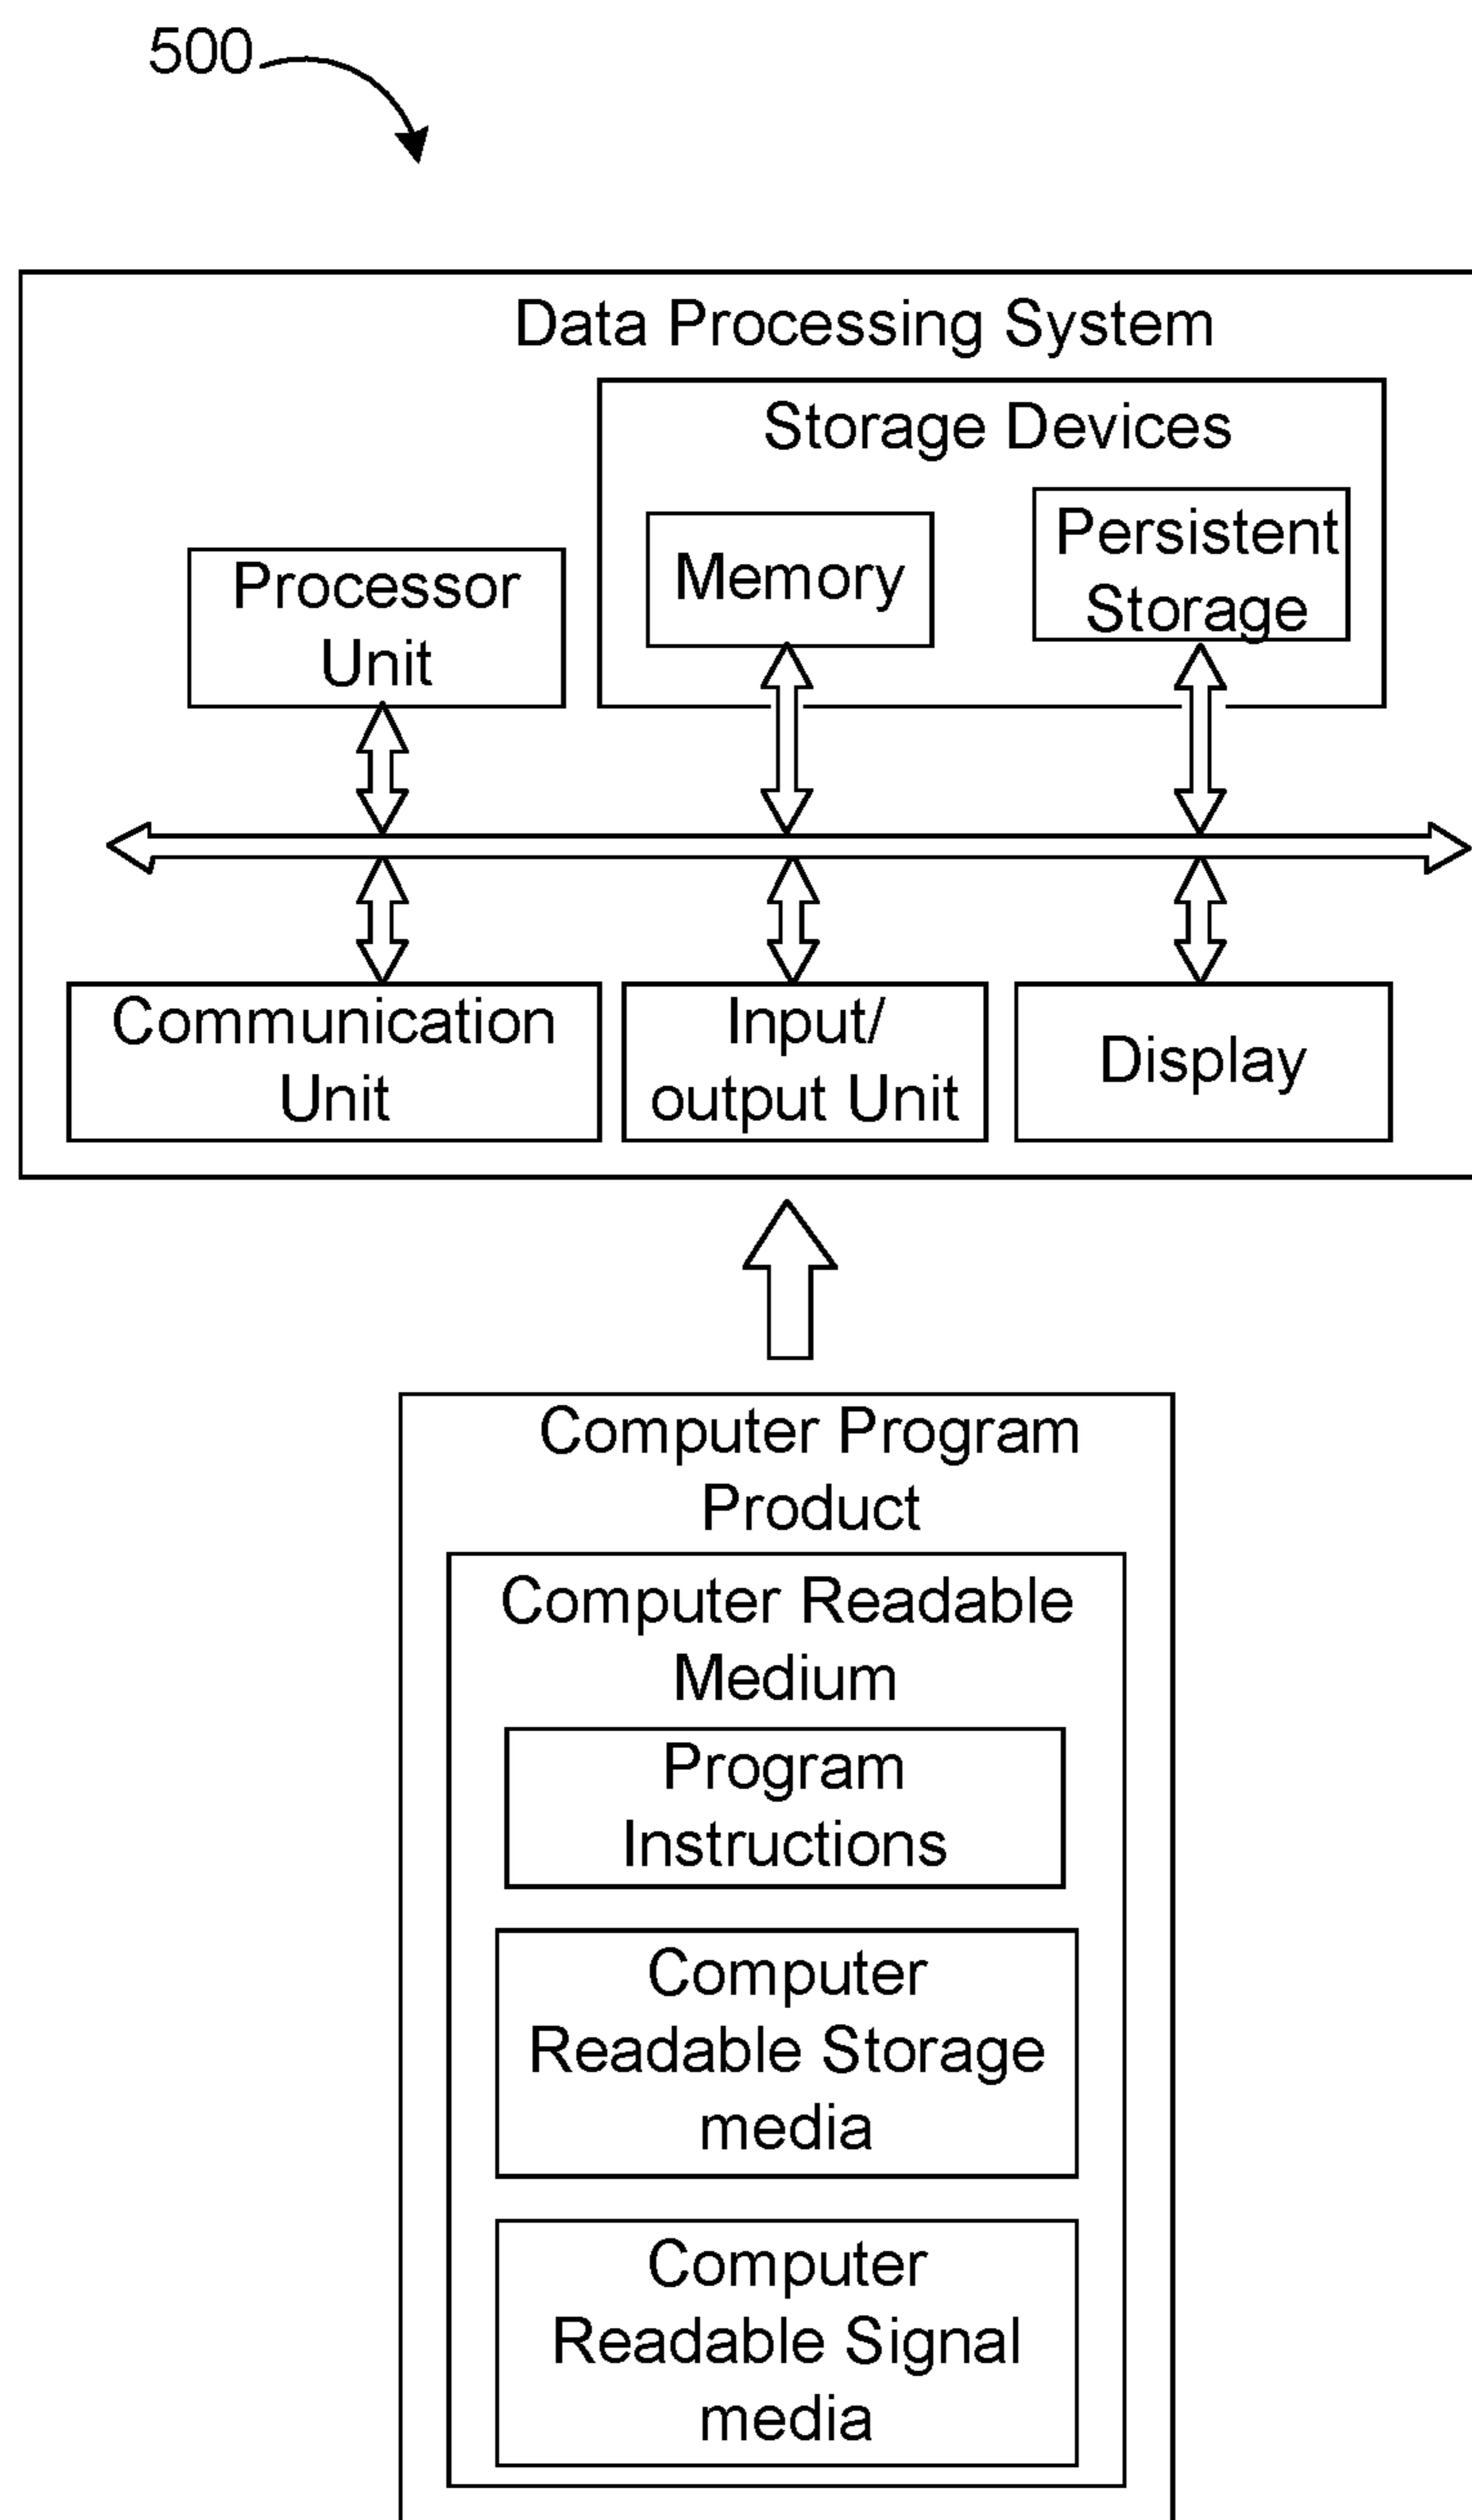 500
Data Processing System
Storage Devices
Persistent
Storage
Memory
Processor
Unit
Communication
Unit
Input/
output Unit
Display
Computer Program
Product
Computer Readable
Medium
Program
Instructions
Computer
Readable Storage
media
Computer
Readable Signal
media